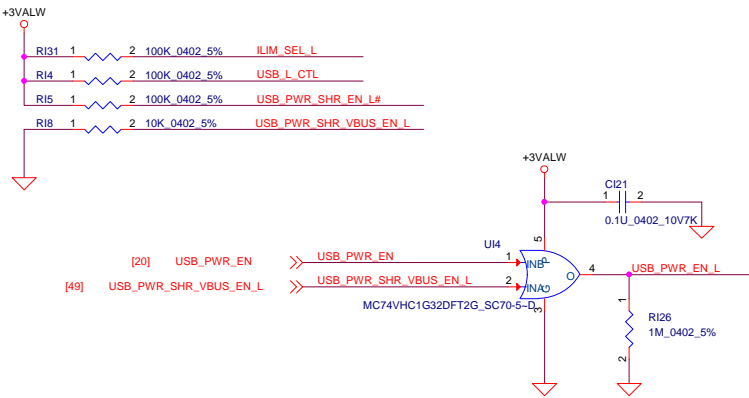 +3VALW
RI31 1 2 100K_0402_5% ILIM_SEL_L
RI4 1 2 100K_0402_5% USB_L_CTL
RI5 1 2 100K_0402_5% USB_PWR_SHR_EN_L#
RI8 1 2 10K_0402_5% USB_PWR_SHR_VBUS_EN_L
+3VALW
CI21
1 2
0.1U_0402_10V7K
5
UI4
[20] USB_PWR_EN USB_PWR_EN 1 INB P
O 4 USB_PWR_EN_L
[49] USB_PWR_SHR_VBUS_EN_L USB_PWR_SHR_VBUS_EN_L 2 INA G
MC74VHC1G32DFT2G_SC70-5~D
3
1
RI26
1M_0402_5%
2